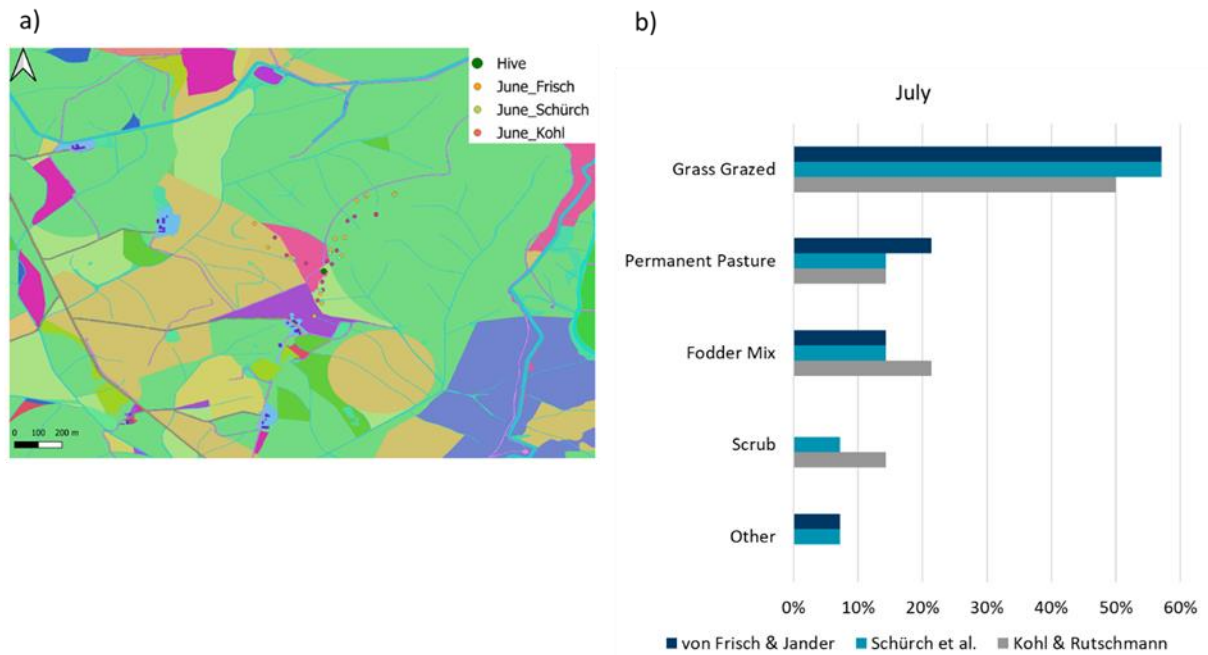 a)
Hive
June_Frisch
June_Schürch
June_Kohl
0 100 200 m
b)
July
Grass Grazed
Permanent Pasture
Fodder Mix
Scrub
Other
0% 10% 20% 30% 40% 50% 60%
von Frisch & Jander Schürch et al. Kohl & Rutschmann